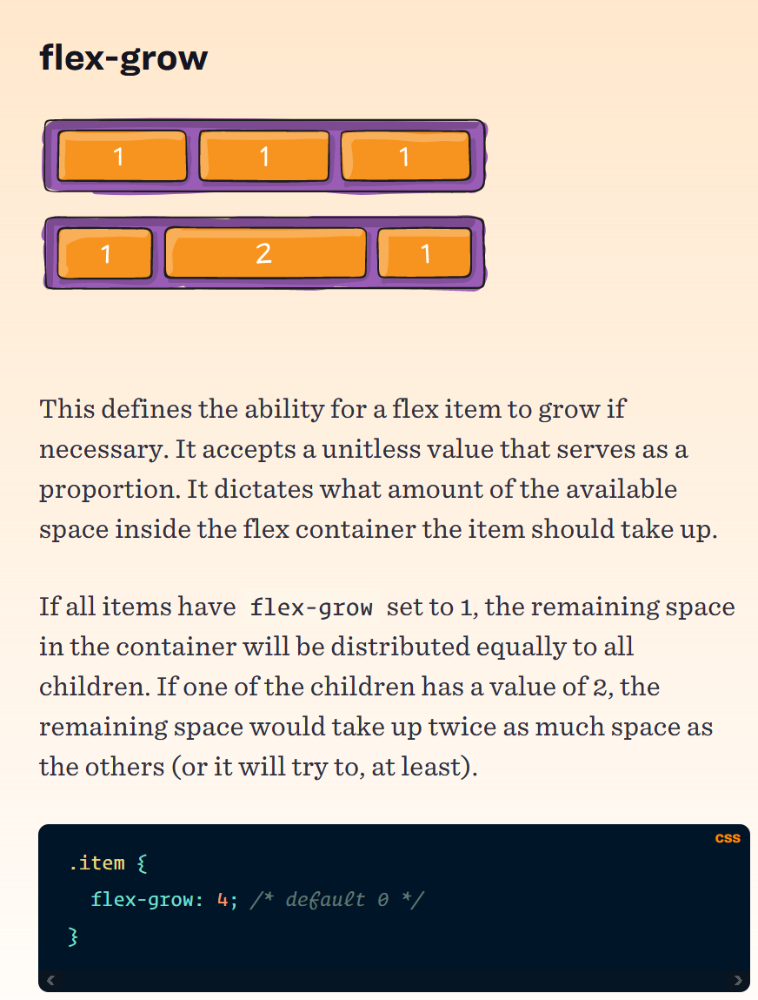 flex-grow
1 1 1
1 2 1
This defines the ability for a flex item to grow if
necessary. It accepts a unitless value that serves as a
proportion. It dictates what amount of the available
space inside the flex container the item should take up.
If all items have flex-grow set to 1, the remaining space
in the container will be distributed equally to all
children. If one of the children has a value of 2, the
remaining space would take up twice as much space as
the others (or it will try to, at least).
CSS
.item {
  flex-grow: 4; /* default 0 */
}